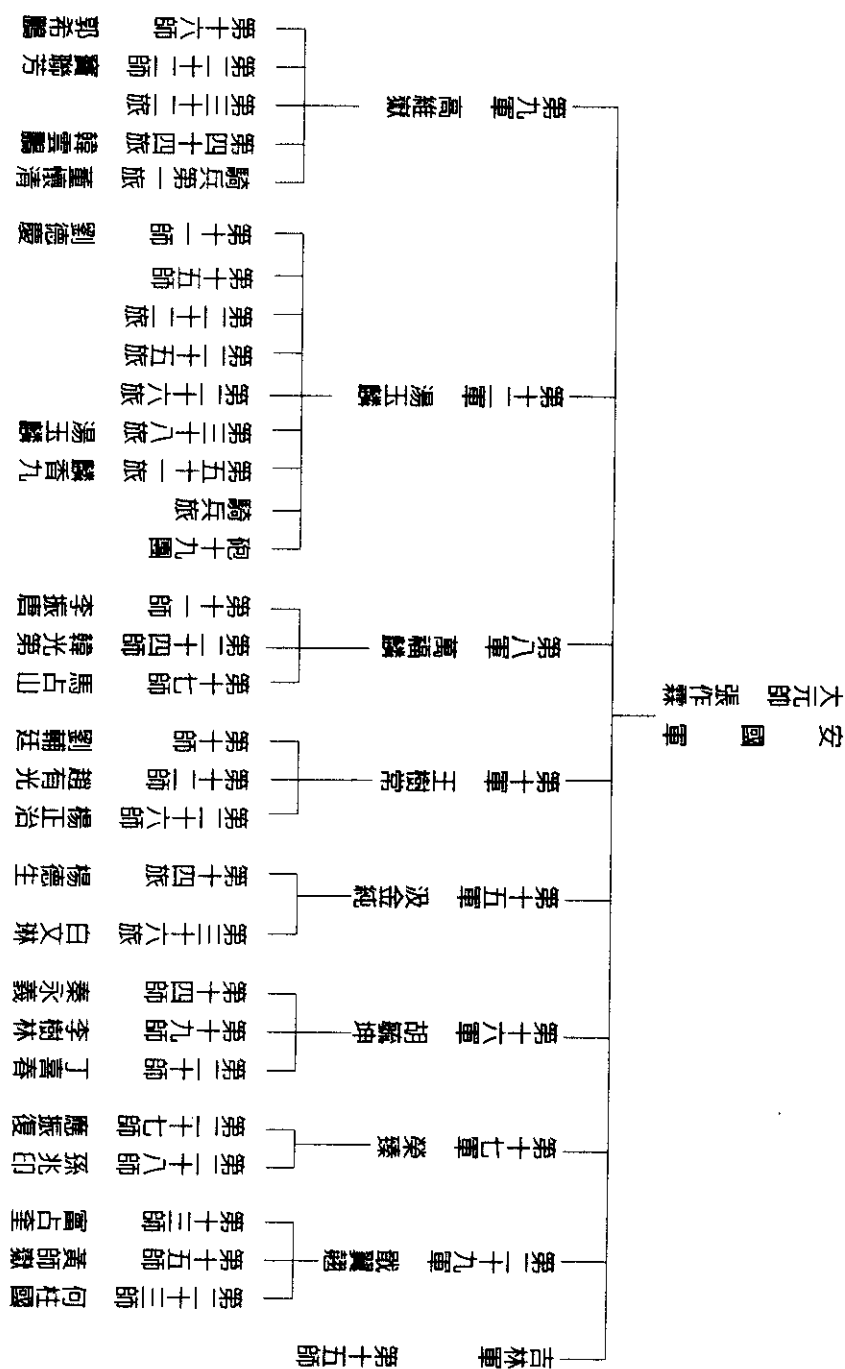 安國軍
大元帥 張作霖
吉林軍 第十五師
第二十九軍 戢翼翹
第二十三師 何柱國
第十五師 黃師嶽
第十三師 富占奎
第十七軍 榮臻
第二十八師 孫兆印
第二十七師 應振復
第十六軍 胡毓坤
第二十師 丁喜春
第十九師 李樹林
第十四師 秦永義
第十五軍 汲金純
第三十六旅 白文琳
第十四旅 楊德生
第十軍 王樹常
第二十六師 楊正治
第十二師 趙有光
第十師 劉輔廷
第八軍 萬福麟
第十七師 馬占山
第二十四師 韓光第
第十一師 李振唐
第十二軍 湯玉麟
砲十九團
騎兵旅
第五十一旅 麟香九
第三十八旅 湯玉麟
第二十六旅
第二十五旅
第二十二旅
第十五師
第十一師 劉德慶
第九軍 高維嶽
騎兵第一旅 董懷清
第四十四旅 韓雲鵬
第三十二旅
第二十二師 竇聯芳
第十六師 郭希鵬